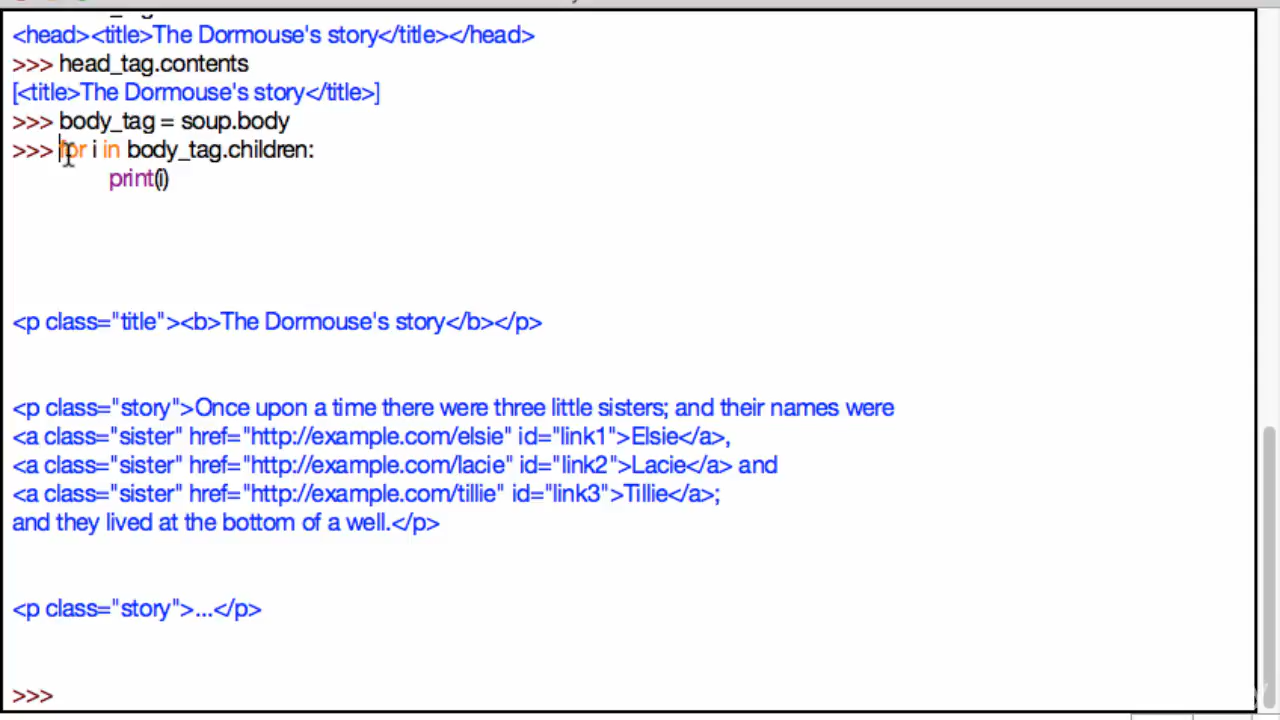 <head><title>The Dormouse's story</title></head>
>>> head_tag.contents
[<title>The Dormouse's story</title>]
>>> body_tag = soup.body
>>> for i in body_tag.children:
print(i)
<p class="title"><b>The Dormouse's story</b></p>
<p class="story">Once upon a time there were three little sisters; and their names were
<a class="sister" href="http://example.com/elsie" id="link1">Elsie</a>,
<a class="sister" href="http://example.com/lacie" id="link2">Lacie</a> and
<a class="sister" href="http://example.com/tillie" id="link3">Tillie</a>;
and they lived at the bottom of a well.</p>
<p class="story">...</p>
>>>